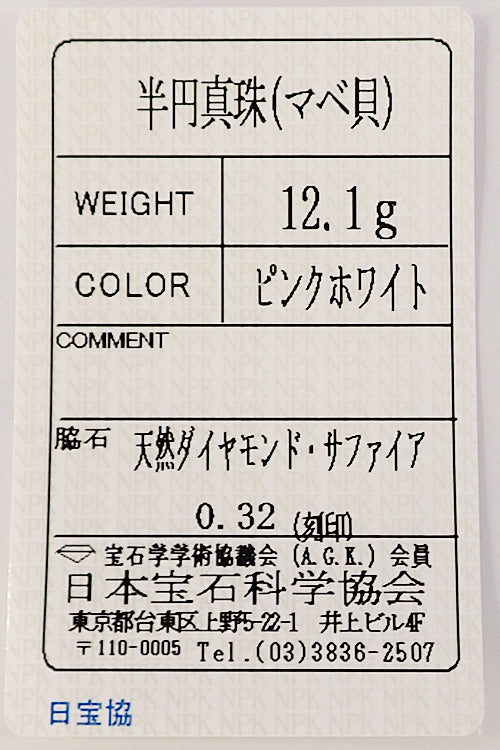 半円真珠(マベ貝)
WEIGHT 12.1g
COLOR ピンクホワイト
COMMENT
脇石 天然ダイヤモンド・サファイア
0.32 (刻印)
宝石学学術協議会 (A.G.K.) 会員
日本宝石科学協会
東京都台東区上野5-22-1 井上ビル4F
〒110-0005 Tel.(03)3836-2507
日宝協